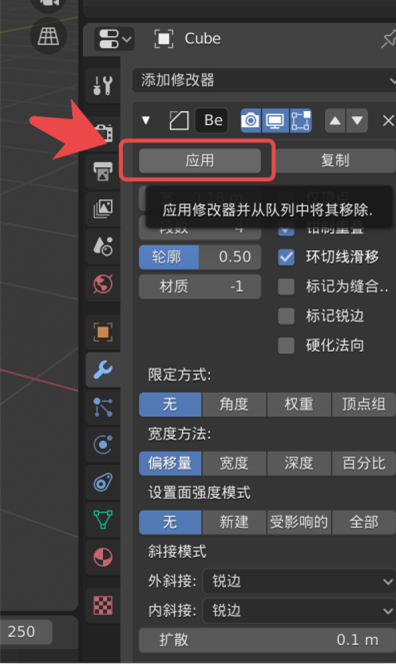 Cube
添加修改器
Be
应用 复制
应用修改器并从队列中将其移除.
段数 4 钳制重叠
轮廓 0.50 环切线滑移
材质 -1 标记为缝合..
标记锐边
硬化法向
限定方式:
无 角度 权重 顶点组
宽度方法:
偏移量 宽度 深度 百分比
设置面强度模式
无 新建 受影响的 全部
斜接模式
外斜接: 锐边
内斜接: 锐边
250
扩散 0.1 m